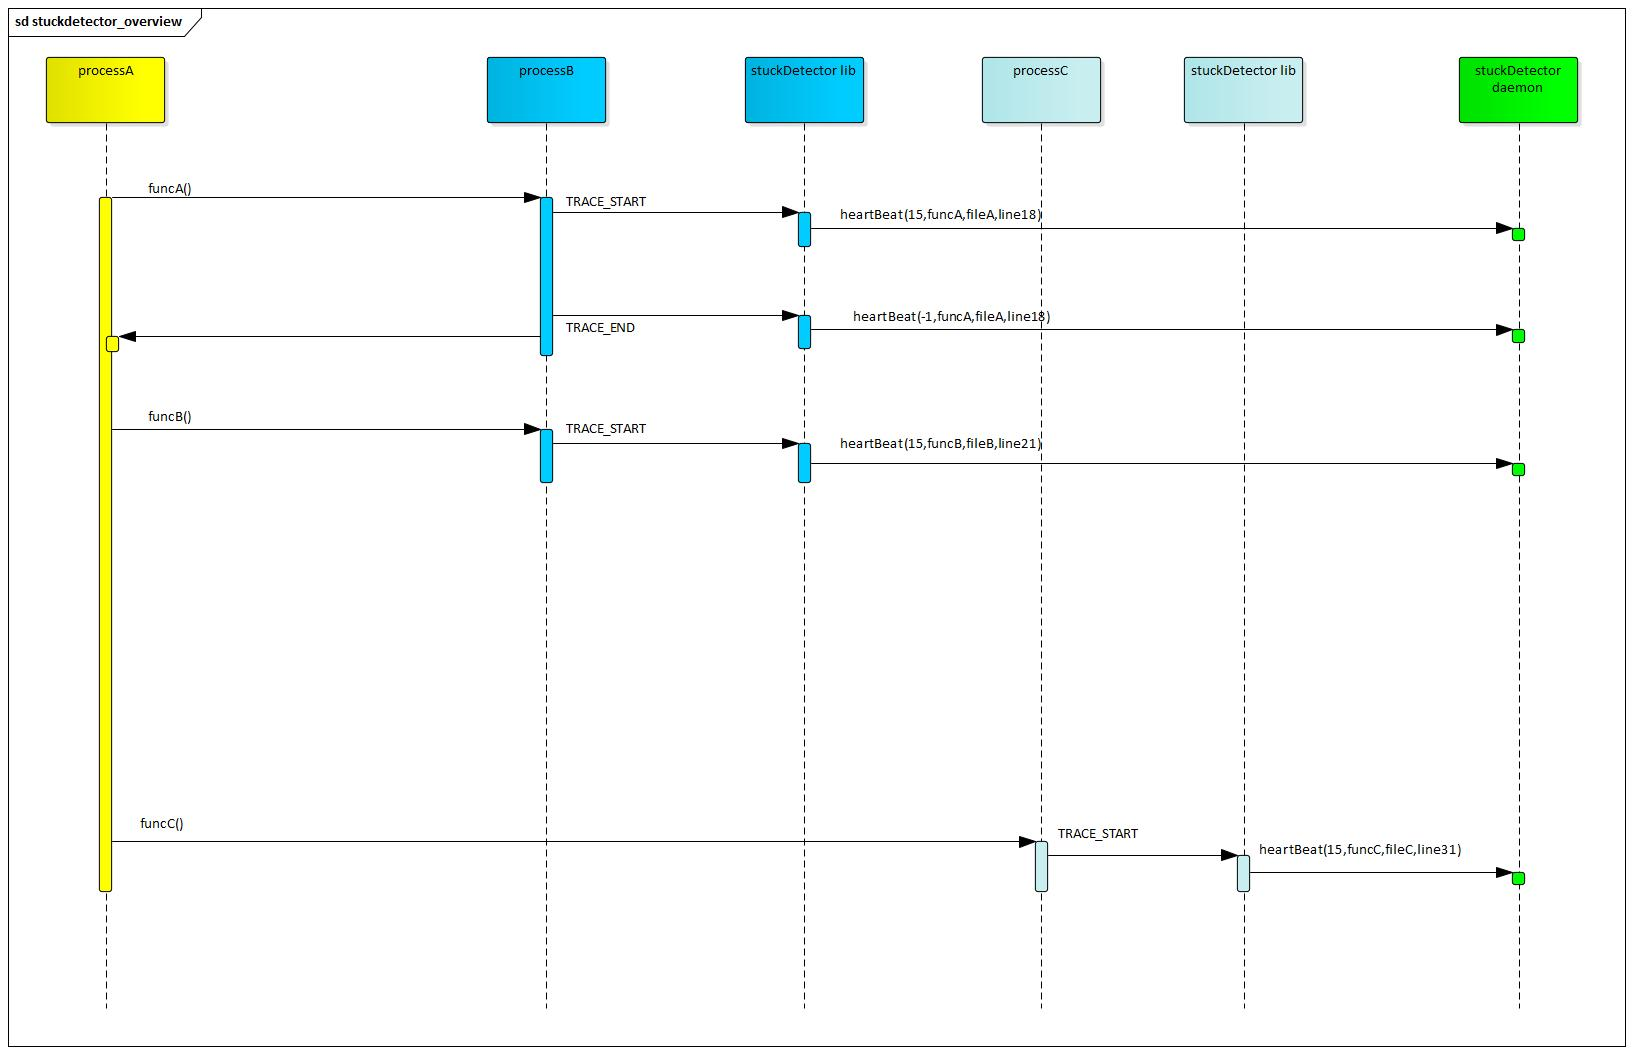 sd stuckdetector_overview
processA
processB
stuckDetector lib
processC
stuckDetector lib
stuckDetector
daemon
funcA()
TRACE_START
heartBeat(15,funcA,fileA,line18)
heartBeat(-1,funcA,fileA,line18)
TRACE_END
funcB()
TRACE_START
heartBeat(15,funcB,fileB,line21)
funcC()
TRACE_START
heartBeat(15,funcC,fileC,line31)